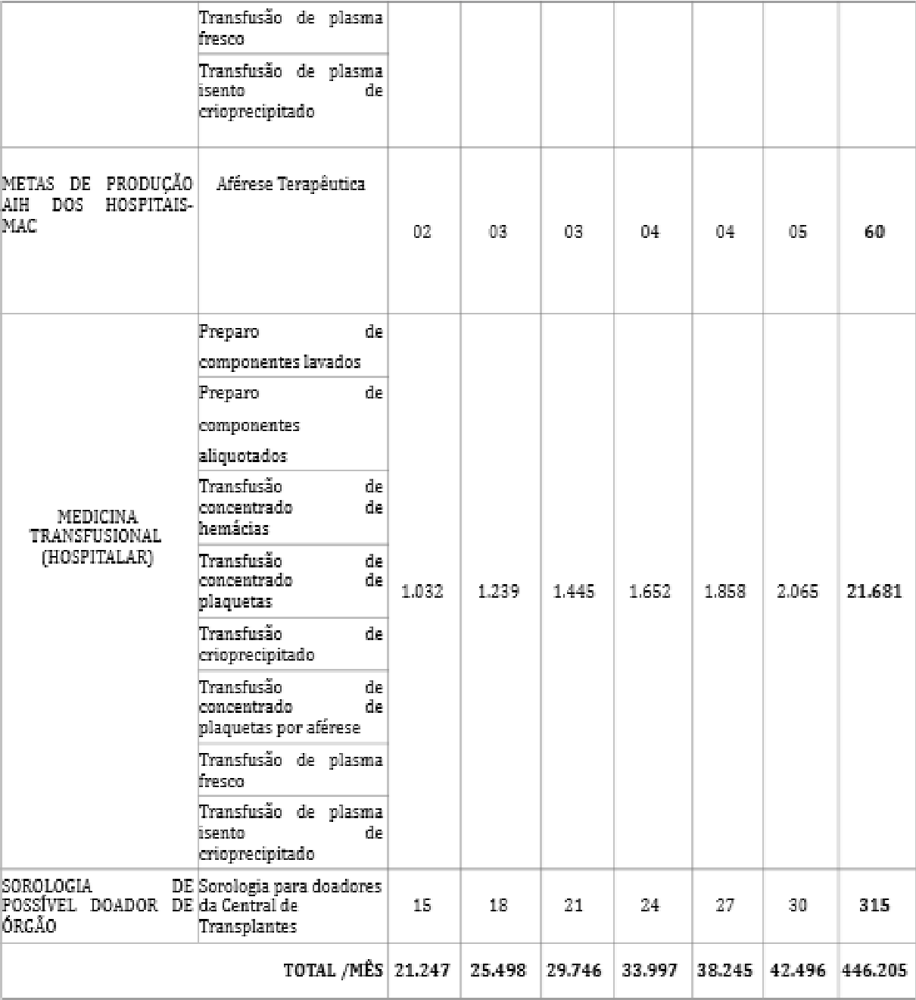 Transfusão de plasma
fresco
Transfusão de plasma
isento de
crioprecipitado
METAS DE PRODUÇÃO
AIH DOS HOSPITAIS-
MAC
Aférese Terapêutica
02 03 03 04 04 05 60
Preparo de
componentes lavados
Preparo de
componentes
aliquotados
Transfusão de
concentrado de
hemácias
MEDICINA
TRANSFUSIONAL
(HOSPITALAR)
Transfusão de
concentrado de
plaquetas
1.032 1.239 1.445 1.652 1.858 2.065 21.681
Transfusão de
crioprecipitado
Transfusão de
concentrado de
plaquetas por aférese
Transfusão de plasma
fresco
Transfusão de plasma
isento de
crioprecipitado
SOROLOGIA DE
POSSÍVEL DOADOR DE
ÓRGÃO
Sorologia para doadores
da Central de
Transplantes
15 18 21 24 27 30 315
TOTAL /MÊS 21.247 25.498 29.746 33.997 38.245 42.496 446.205